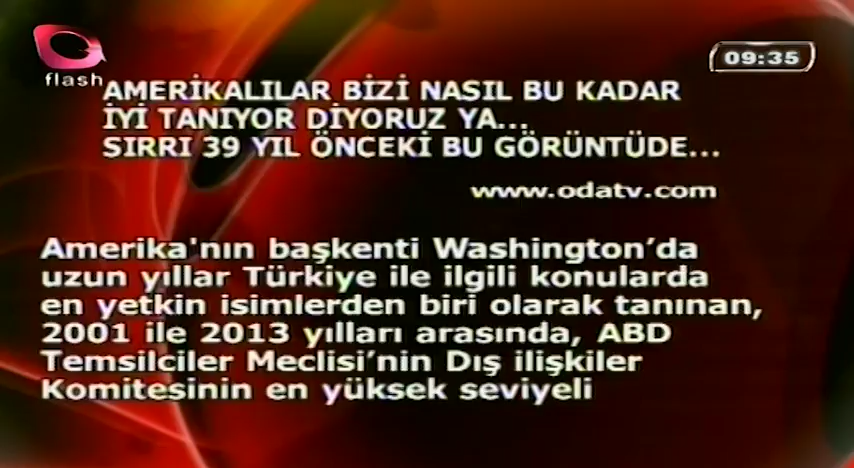 flash
09:35
AMERİKALILAR BİZİ NASIL BU KADAR
İYİ TANIYOR DİYORUZ YA...
SIRRI 39 YIL ÖNCEKİ BU GÖRÜNTÜDE...
www.odatv.com
Amerika'nın başkenti Washington’da
uzun yıllar Türkiye ile ilgili konularda
en yetkin isimlerden biri olarak tanınan,
2001 ile 2013 yılları arasında, ABD
Temsilciler Meclisi’nin Dış ilişkiler
Komitesinin en yüksek seviyeli